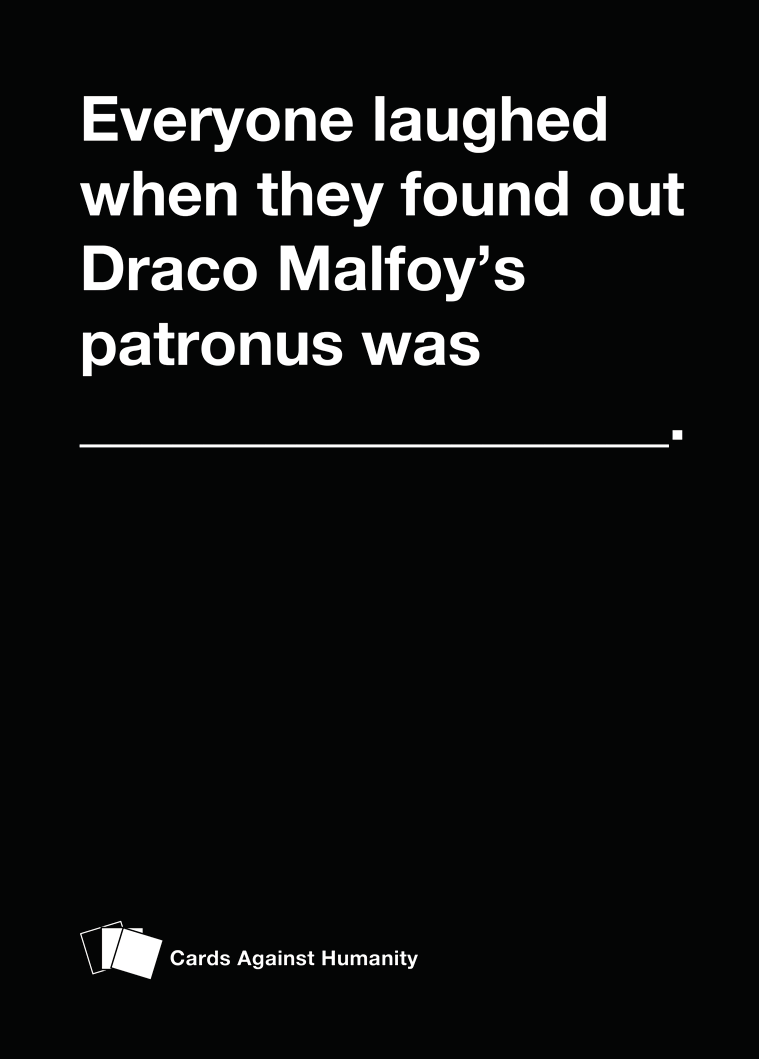 Everyone laughed
when they found out
Draco Malfoy’s
patronus was
__________________.
Cards Against Humanity